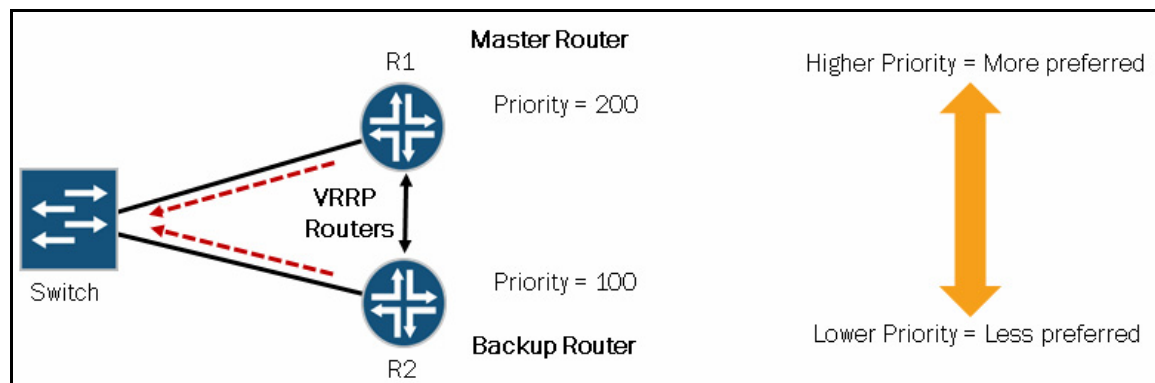 Master Router
R1
Priority = 200
Higher Priority = More preferred
VRRP
Routers
Switch
Priority = 100
Lower Priority = Less preferred
Backup Router
R2